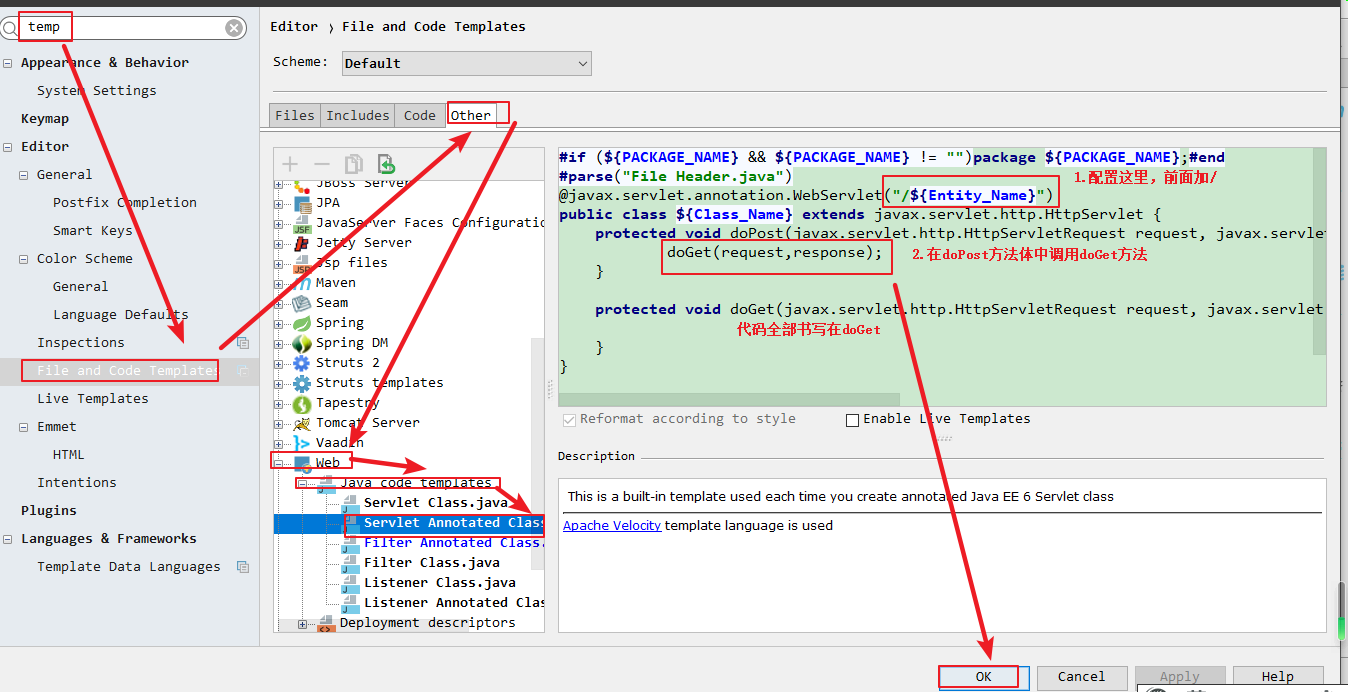 temp
Appearance & Behavior
System Settings
Keymap
Editor
General
Postfix Completion
Smart Keys
Color Scheme
General
Language Defaults
Inspections
File and Code Templates
Live Templates
Emmet
HTML
Intentions
Plugins
Languages & Frameworks
Template Data Languages
Editor › File and Code Templates
Scheme: Default
Files Includes Code Other
JBoss Server
JPA
JavaServer Faces Configuratio
Jetty Server
Jsp files
Maven
Seam
Spring
Spring DM
Struts 2
Struts templates
Tapestry
Tomcat Server
Vaadin
Web
Java code templates
Servlet Class.java
Servlet Annotated Class
Filter Annotated Class.
Filter Class.java
Listener Class.java
Listener Annotated Clas
Deployment descriptors
#if (${PACKAGE_NAME} && ${PACKAGE_NAME} != "")package ${PACKAGE_NAME};#end
#parse("File Header.java")
1.配置这里，前面加/
@javax.servlet.annotation.WebServlet("/${Entity_Name}")
public class ${Class_Name} extends javax.servlet.http.HttpServlet {
protected void doPost(javax.servlet.http.HttpServletRequest request, javax.servlet
doGet(request,response);
2.在doPost方法体中调用doGet方法
}
protected void doGet(javax.servlet.http.HttpServletRequest request, javax.servlet.
代码全部书写在doGet
}
}
Reformat according to style
Enable Live Templates
Description
This is a built-in template used each time you create annotated Java EE 6 Servlet class
Apache Velocity template language is used
OK Cancel Apply Help